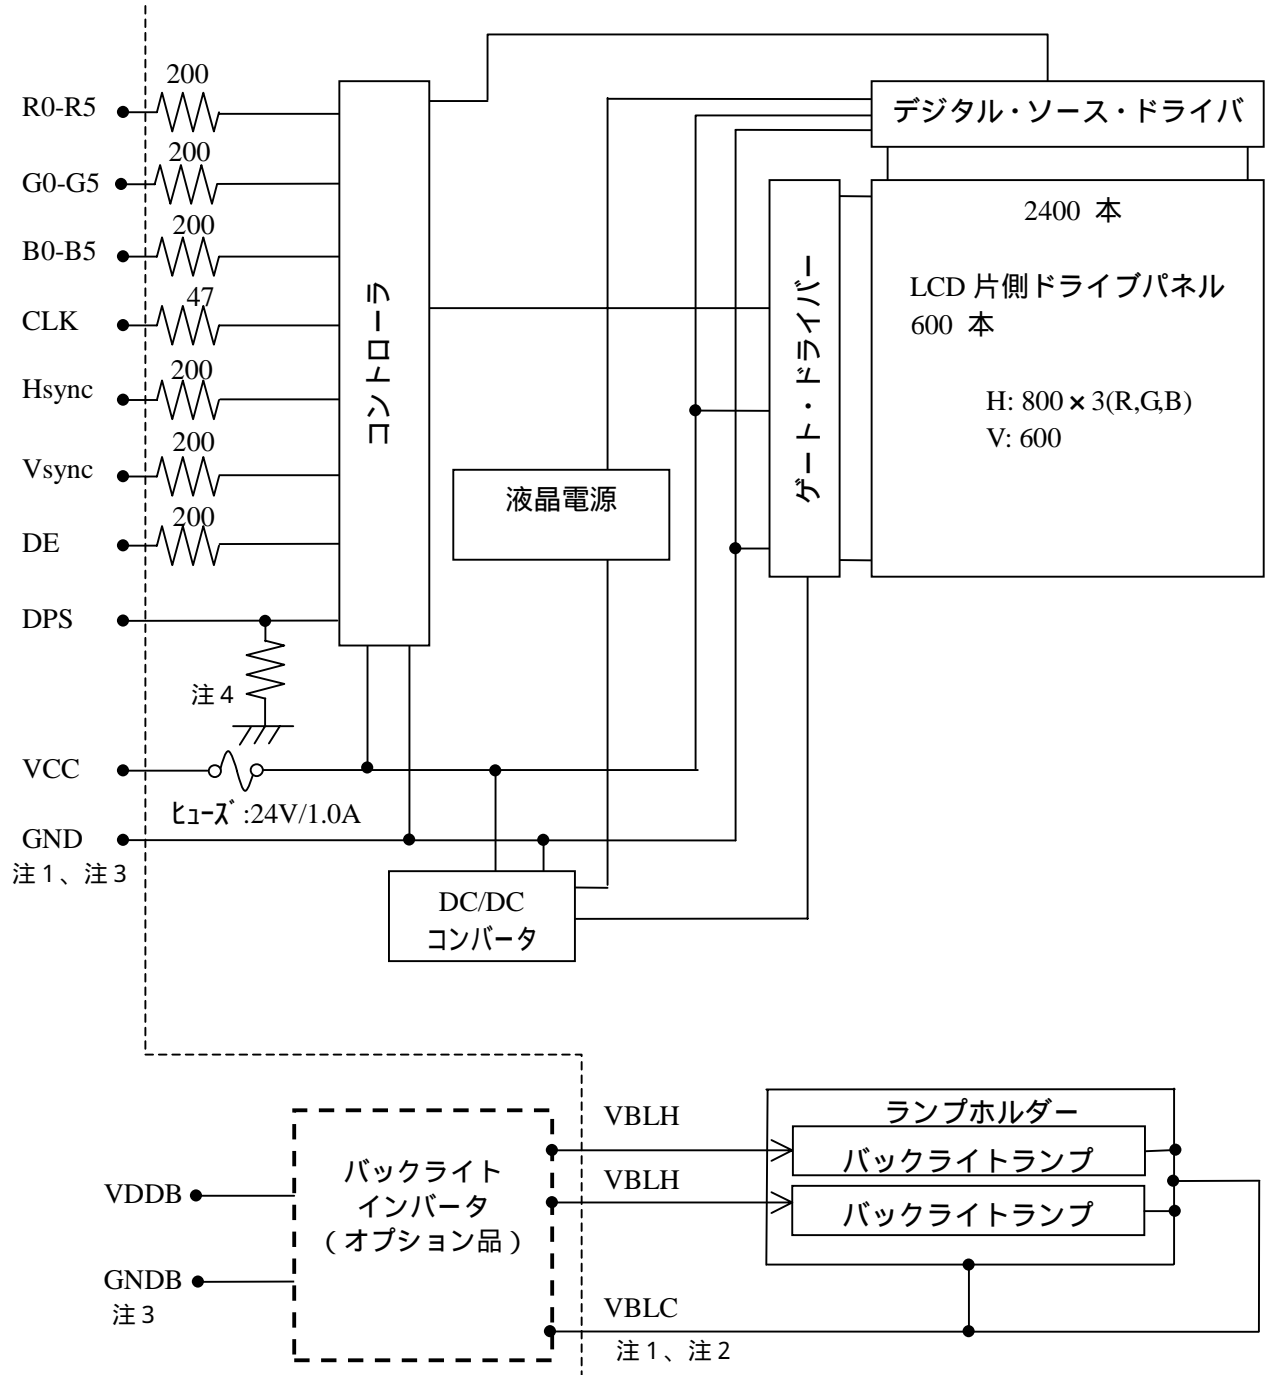 200
R0-R5
200
G0-G5
200
B0-B5
47
CLK
200
Hsync
200
Vsync
200
DE
DPS
注4
VCC
ヒューズ:24V/1.0A
GND
注1、注3
コントローラ
液晶電源
DC/DC
コンバータ
ゲート・ドライバー
デジタル・ソース・ドライバ
2400 本
LCD 片側ドライブパネル
600 本
H: 800×3(R,G,B)
V: 600
VDDB
GNDB
注3
バックライト
インバータ
(オプション品)
VBLH
VBLH
VBLC
注1、注2
ランプホルダー
バックライトランプ
バックライトランプ